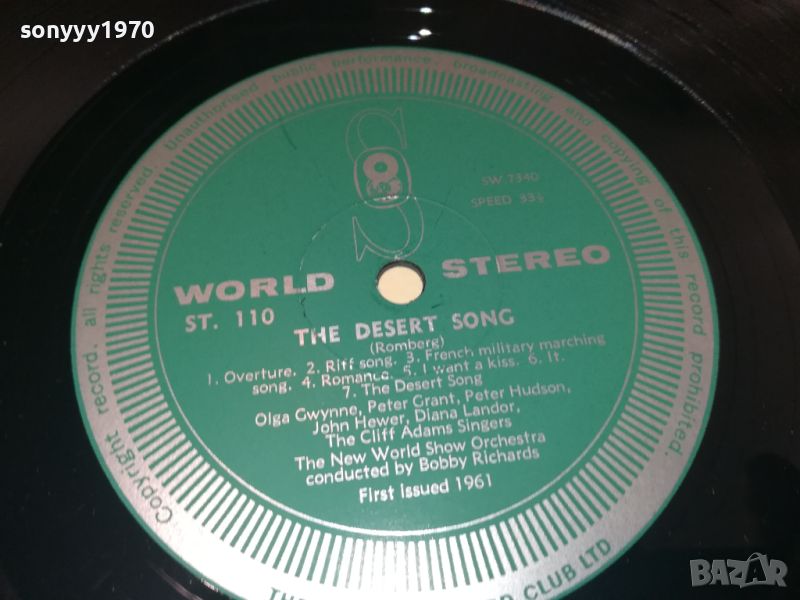 sonyyy1970
Copyright record. all rights reserved. Unauthorised public performance, broadcasting and copying of this record prohibited.
S
SW.7340
SPEED 33⅓
WORLD STEREO
ST. 110
THE DESERT SONG
(Romberg)
1. Overture. 2. Riff song. 3. French military marching
song. 4. Romance. 5. I want a kiss. 6. It.
7. The Desert Song
Olga Gwynne, Peter Grant, Peter Hudson,
John Hewer, Diana Landor,
The Cliff Adams Singers
The New World Show Orchestra
conducted by Bobby Richards
First issued 1961
CLUB LTD
BAZAR